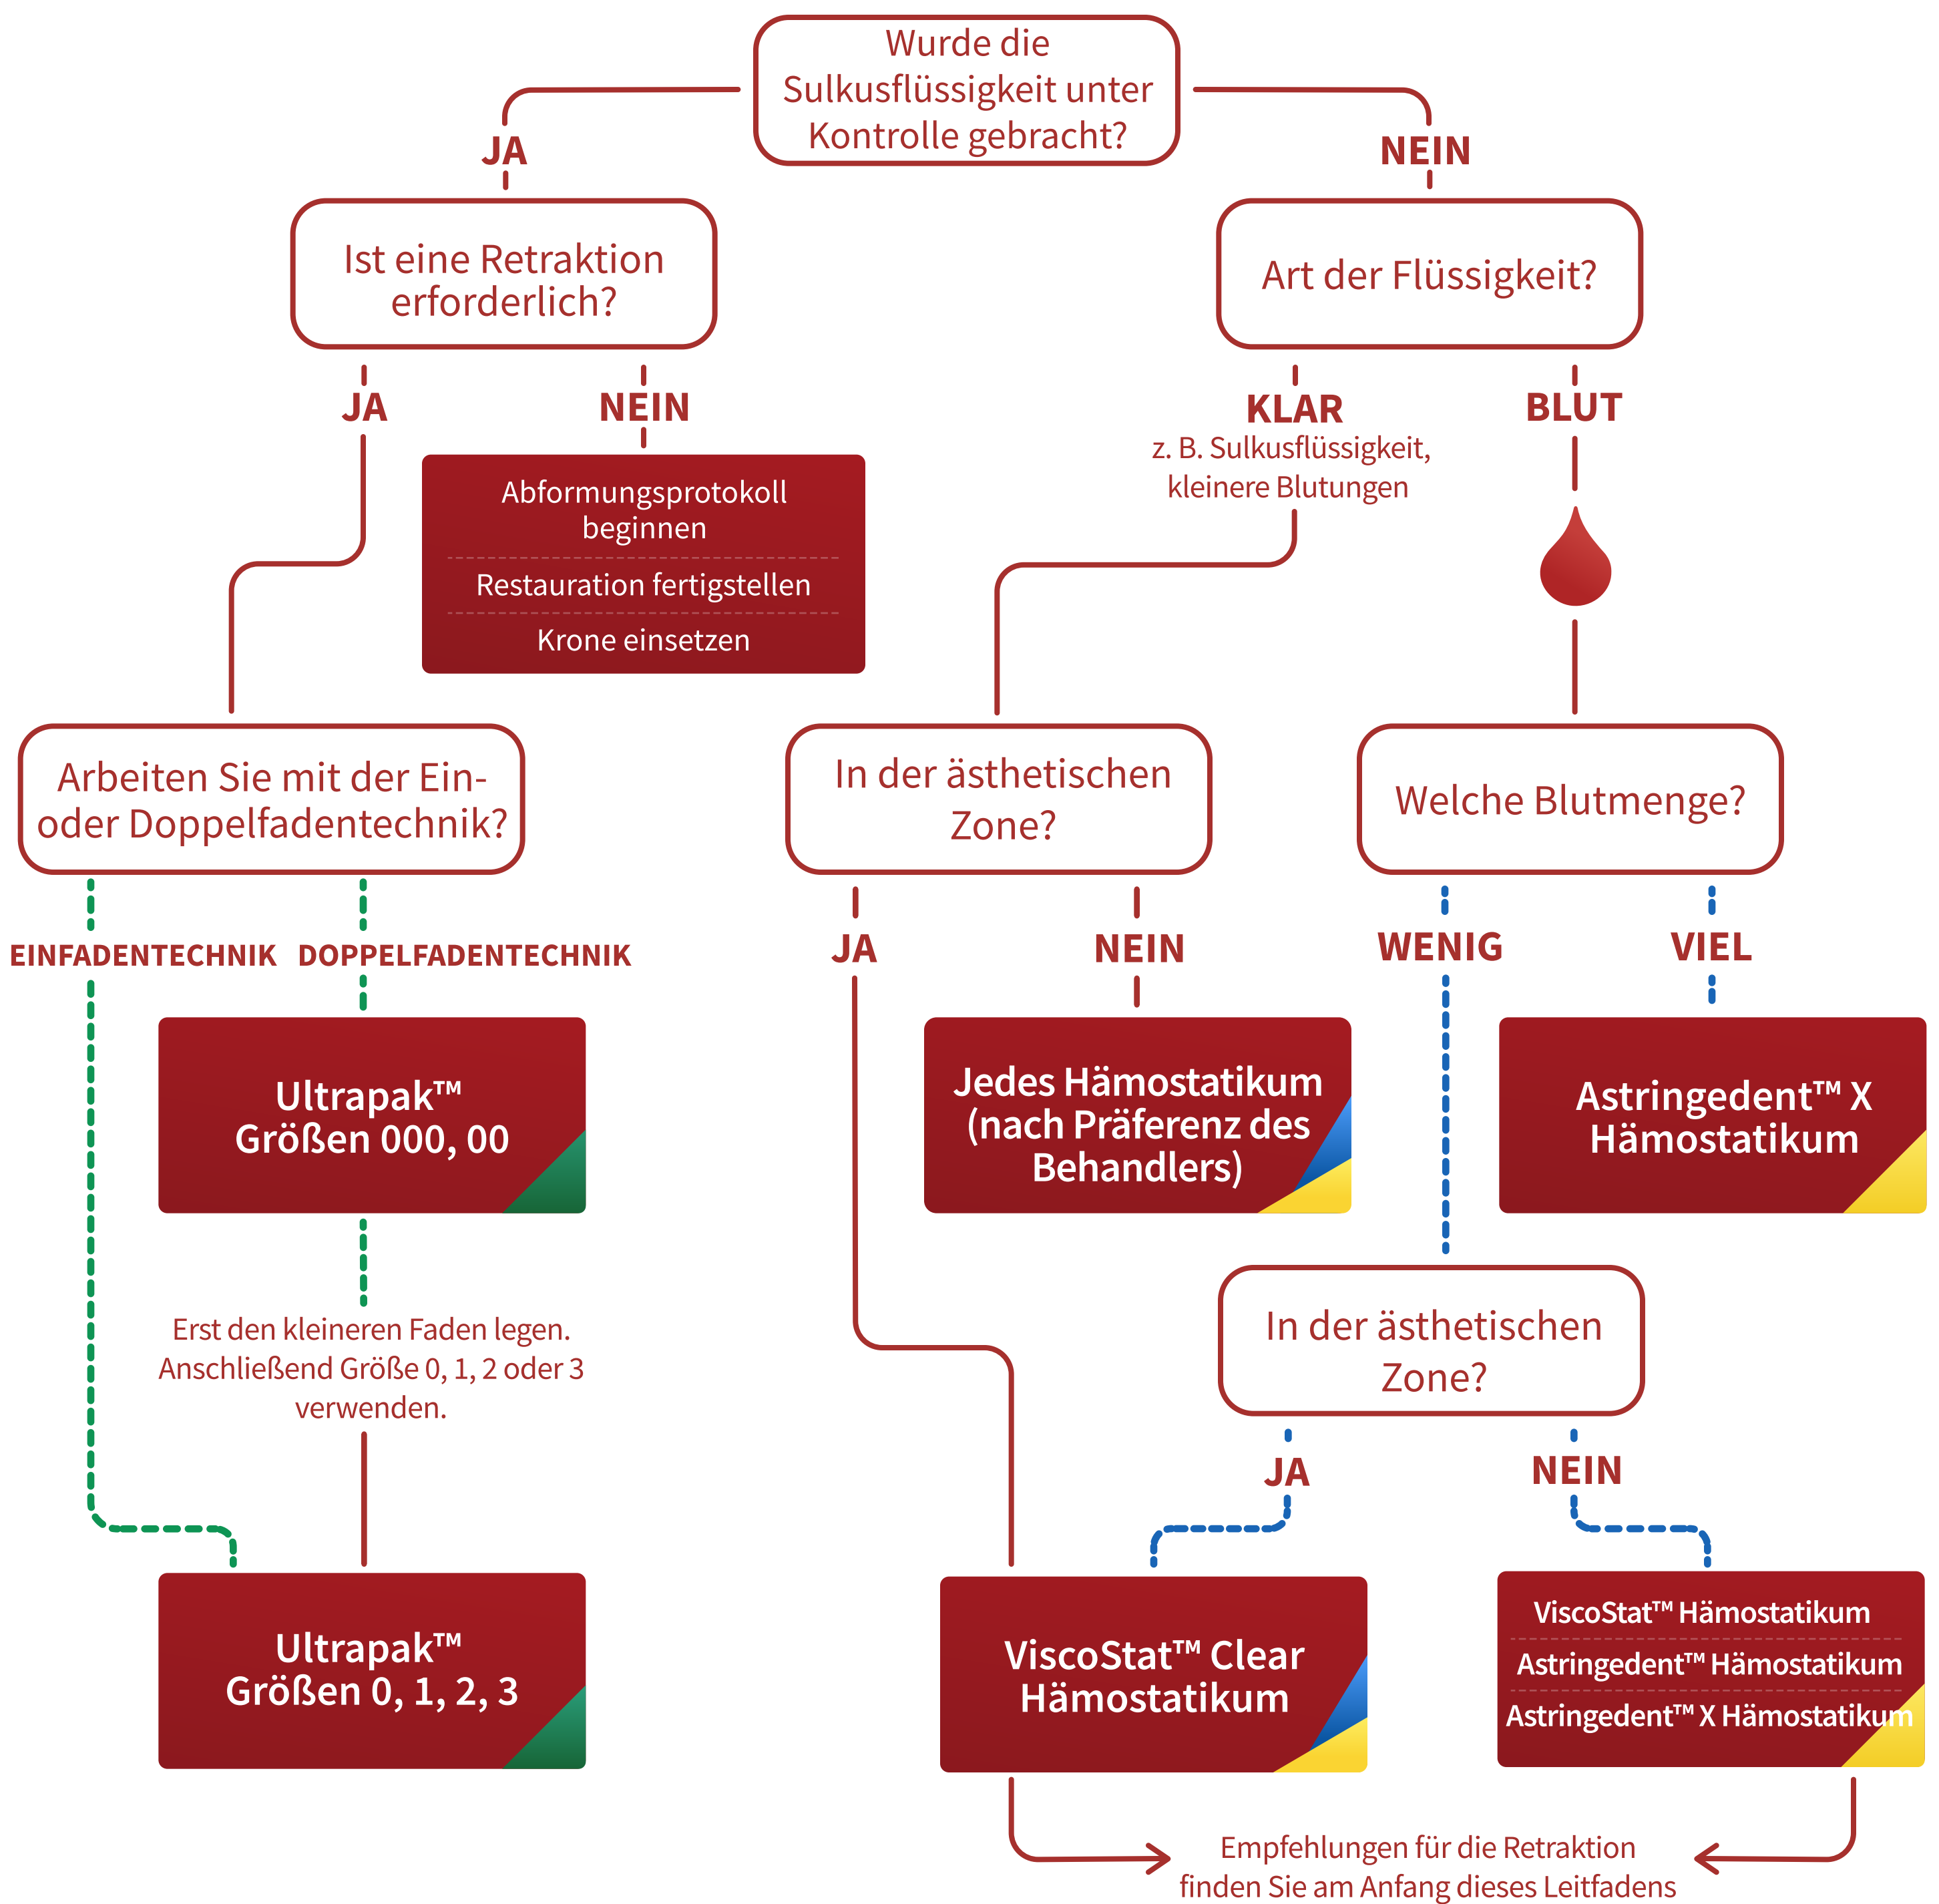 Wurde die
Sulkusflüssigkeit unter
Kontrolle gebracht?
JA
NEIN
Ist eine Retraktion
erforderlich?
Art der Flüssigkeit?
JA
NEIN
KLAR
z. B. Sulkusflüssigkeit,
kleinere Blutungen
BLUT
Abformungsprotokoll
beginnen
Restauration fertigstellen
Krone einsetzen
Arbeiten Sie mit der Ein-
oder Doppelfadentechnik?
In der ästhetischen
Zone?
Welche Blutmenge?
EINFADENTECHNIK
DOPPELFADENTECHNIK
JA
NEIN
WENIG
VIEL
Ultrapak™
Größen 000, 00
Jedes Hämostatikum
(nach Präferenz des
Behandlers)
Astringedent™ X
Hämostatikum
Erst den kleineren Faden legen.
Anschließend Größe 0, 1, 2 oder 3
verwenden.
In der ästhetischen
Zone?
JA
NEIN
Ultrapak™
Größen 0, 1, 2, 3
ViscoStat™ Clear
Hämostatikum
ViscoStat™ Hämostatikum
Astringedent™ Hämostatikum
Astringedent™ X Hämostatikum
Empfehlungen für die Retraktion
finden Sie am Anfang dieses Leitfadens